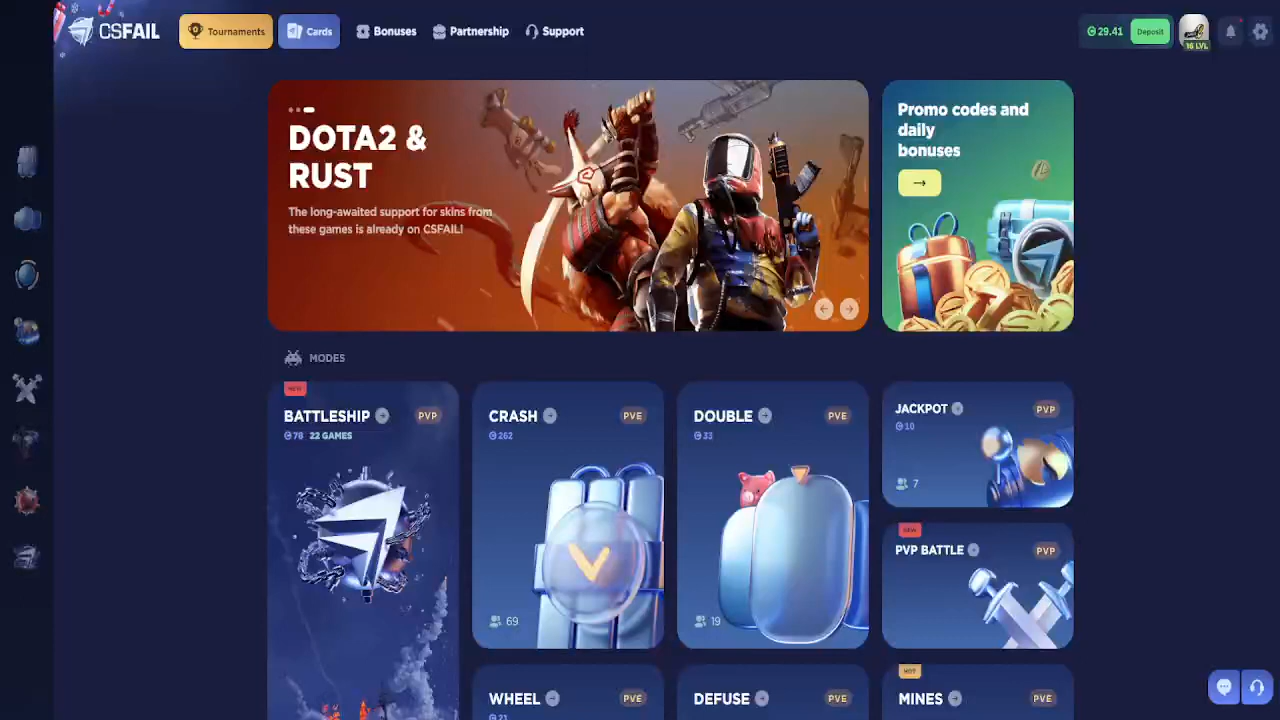 CSFAIL
Tournaments
Cards
Bonuses
Partnership
Support
29.41
Deposit
16 LVL
DOTA2 &
RUST
The long-awaited support for skins from
these games is already on CSFAIL!
Promo codes and
daily
bonuses
MODES
NEW
BATTLESHIP
PVP
78 22 GAMES
CRASH
PVE
262
69
DOUBLE
PVE
33
19
JACKPOT
PVP
10
7
NEW
PVP BATTLE
PVP
WHEEL
PVE
21
DEFUSE
PVE
HOT
MINES
PVE